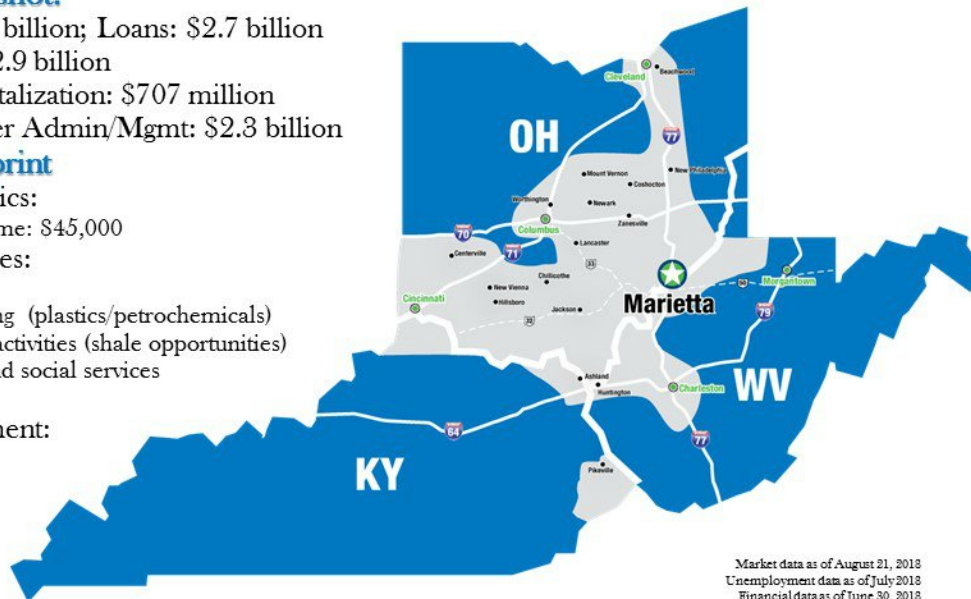 billion; Loans: $2.7 billion
2.9 billion
talization: $707 million
er Admin/Mgmt: $2.3 billion
print
ics:
me: $45,000
es:
ng (plastics/petrochemicals)
activities (shale opportunities)
nd social services
nent:
Cleveland
Beachwood
OH
77
Mount Vernon
New Philadelphia
Coshocton
Worthington
Newark
Zanesville
Columbus
70
71
Lancaster
Centerville
33
Chillicothe
Morgantown
50
New Vienna
Marietta
Cincinnati
Hillsboro
Jackson
79
32
Ashland
Huntington
Charleston
WV
64
77
KY
Pikeville
Market data as of August 21, 2018
Unemployment data as of July 2018
Financial data as of June 30, 2018